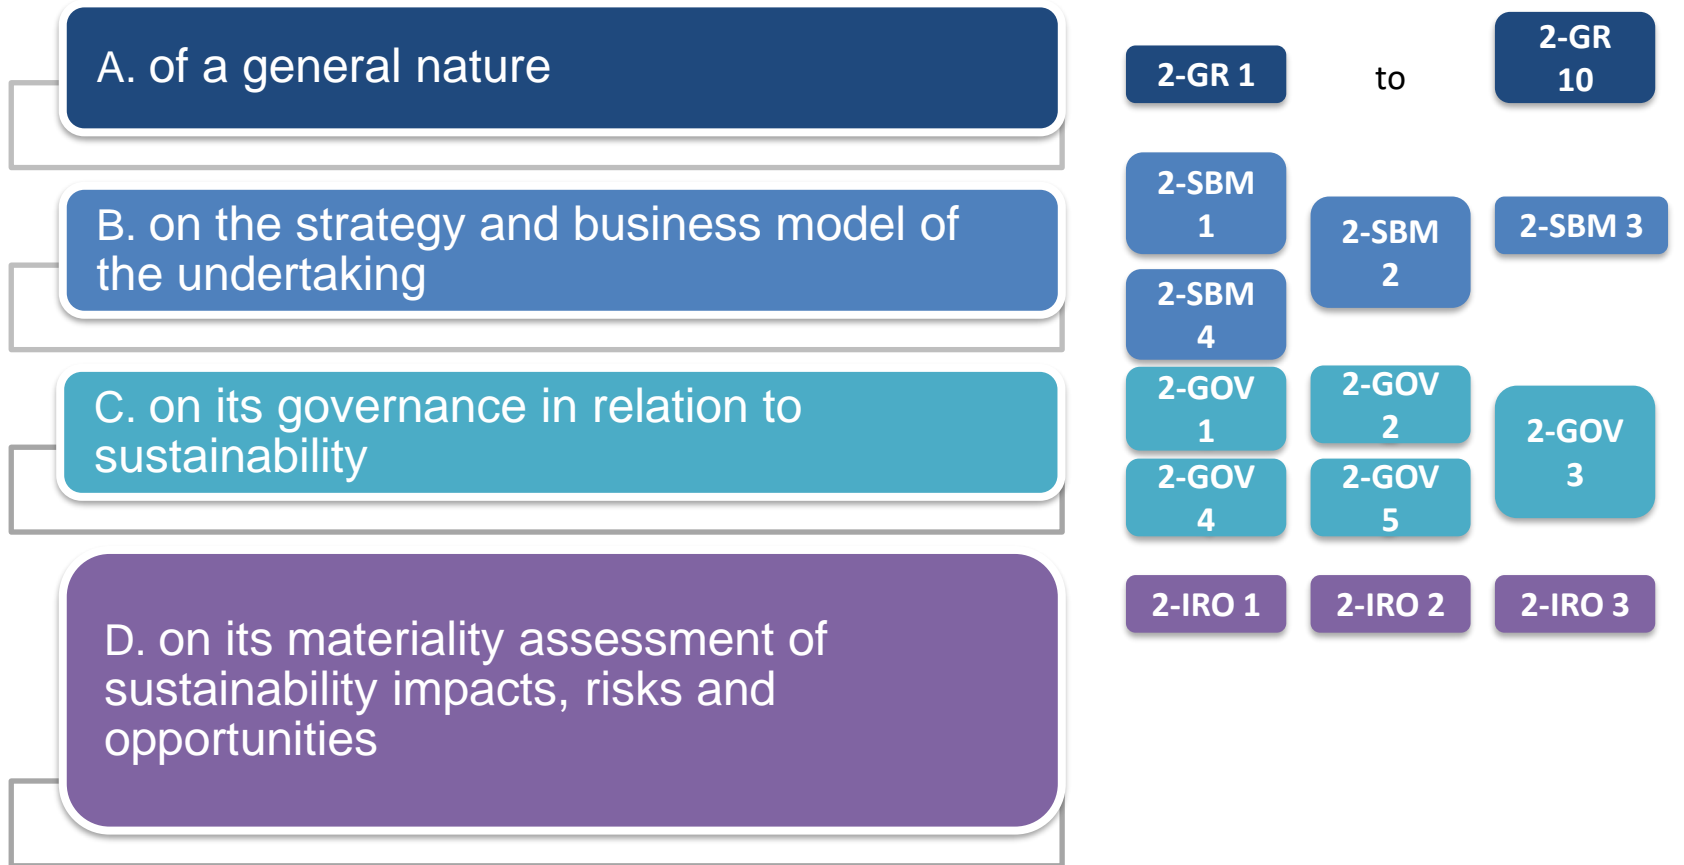 A. of a general nature
2-GR 1
to
2-GR
10
B. on the strategy and business model of
the undertaking
2-SBM
1
2-SBM
2
2-SBM 3
2-SBM
4
C. on its governance in relation to
sustainability
2-GOV
1
2-GOV
2
2-GOV
3
2-GOV
4
2-GOV
5
D. on its materiality assessment of
sustainability impacts, risks and
opportunities
2-IRO 1
2-IRO 2
2-IRO 3